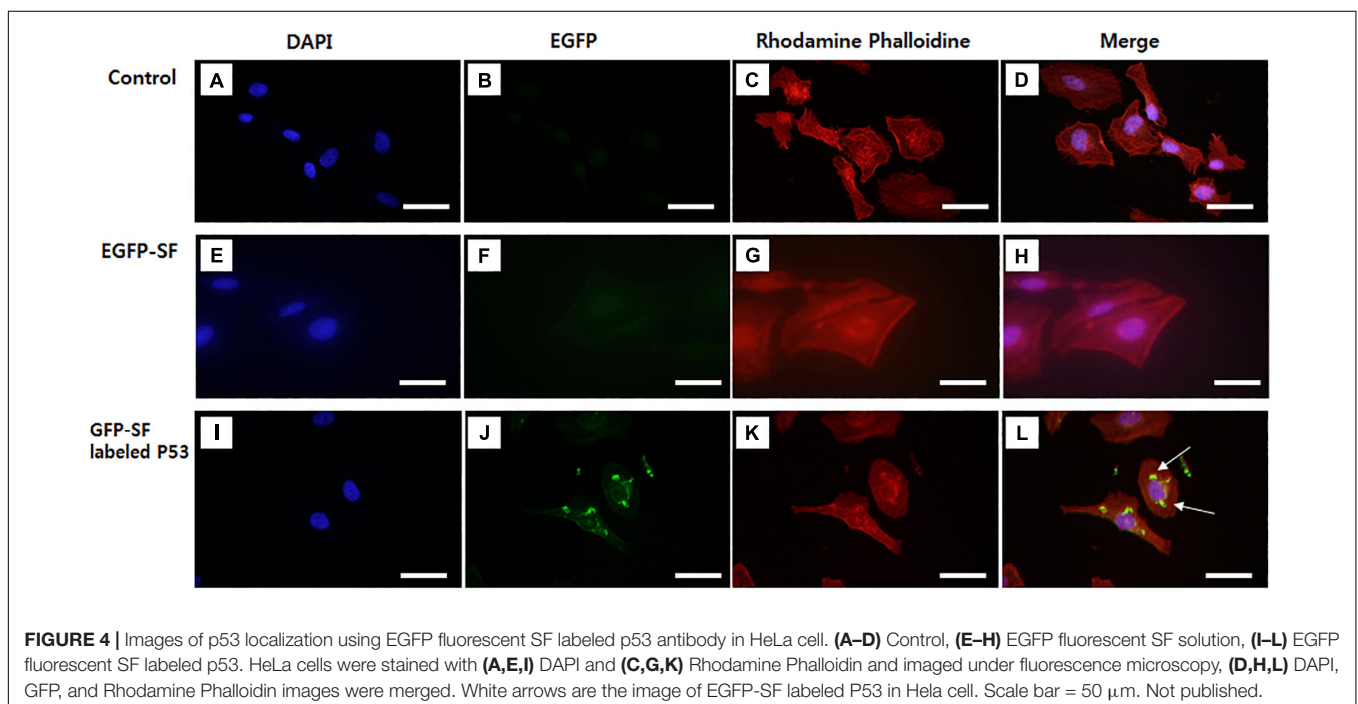 DAPI EGFP Rhodamine Phalloidine Merge
Control
A B C D
EGFP-SF
E F G H
GFP-SF
labeled P53
I J K L
FIGURE 4 | Images of p53 localization using EGFP fluorescent SF labeled p53 antibody in HeLa cell. (A–D) Control, (E–H) EGFP fluorescent SF solution, (I–L) EGFP
fluorescent SF labeled p53. HeLa cells were stained with (A,E,I) DAPI and (C,G,K) Rhodamine Phalloidin and imaged under fluorescence microscopy, (D,H,L) DAPI,
GFP, and Rhodamine Phalloidin images were merged. White arrows are the image of EGFP-SF labeled P53 in Hela cell. Scale bar = 50 μm. Not published.